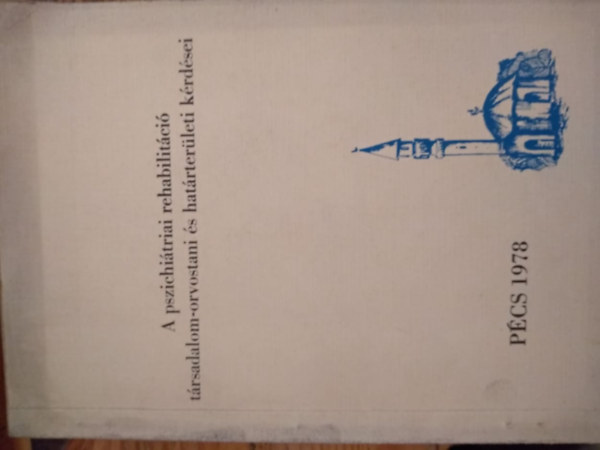 A pszichiátriai rehabilitáció
társadalom-orvostani és határterületi kérdései
PÉCS 1978